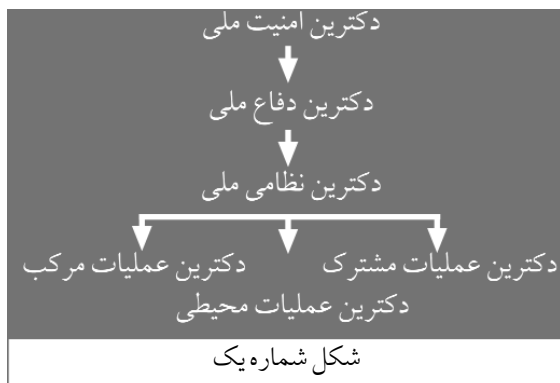 دکترین امنیت ملی
دکترین دفاع ملی
دکترین نظامی ملی
دکترین عملیات مشترک دکترین عملیات مرکب
دکترین عملیات محیطی
شکل شماره یک